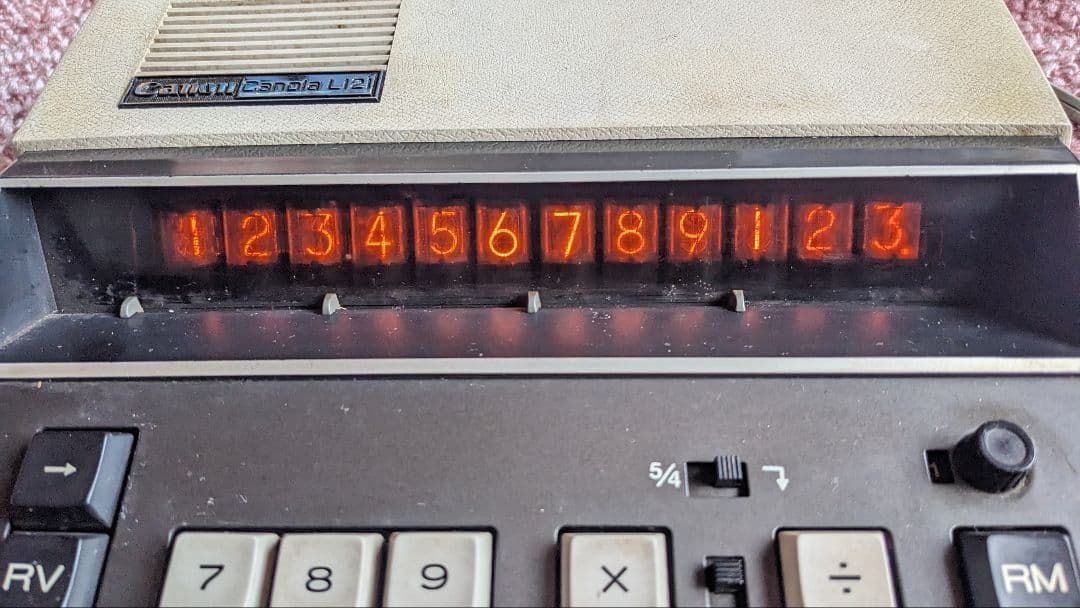 Canon Canola L121
123456789123.
→ 5/4 ↴
RV 7 8 9 X ÷ RM